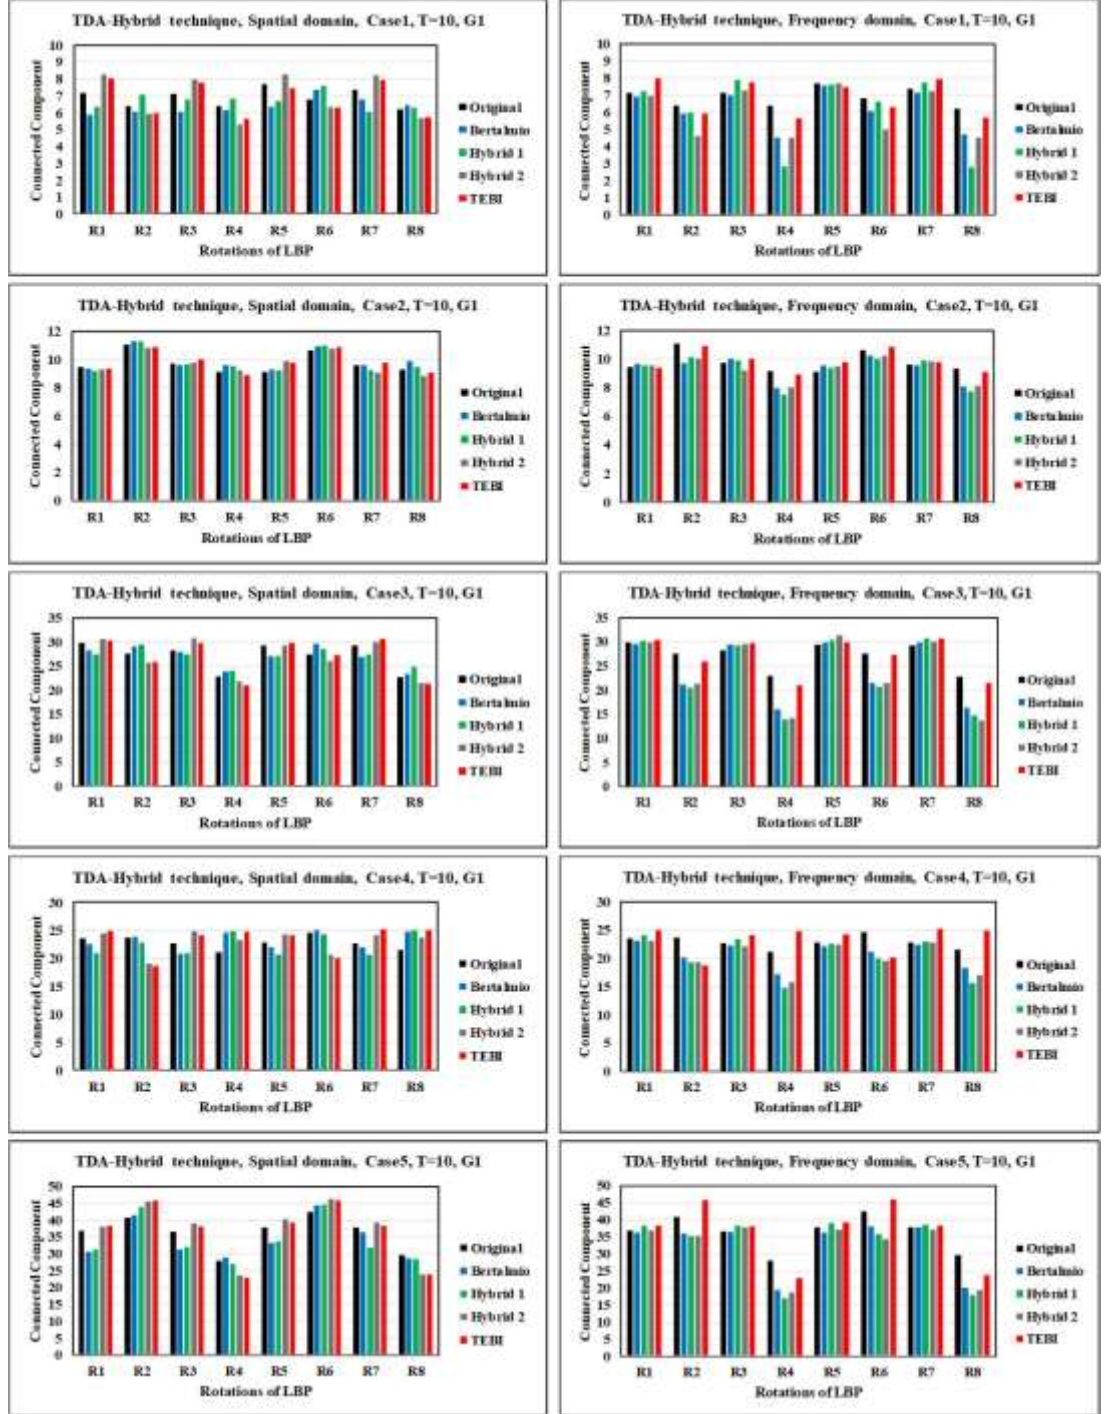 TDA-Hybrid technique, Spatial domain, Case1, T=10, G1
Connected Component
10
9
8
7
6
5
4
3
2
1
0
R1 R2 R3 R4 R5 R6 R7 R8
Rotations of LBP
Original
Bertalmio
Hybrid 1
Hybrid 2
TEBI
TDA-Hybrid technique, Frequency domain, Case1, T=10, G1
Connected Component
10
9
8
7
6
5
4
3
2
1
0
R1 R2 R3 R4 R5 R6 R7 R8
Rotations of LBP
Original
Bertalmio
Hybrid 1
Hybrid 2
TEBI
TDA-Hybrid technique, Spatial domain, Case2, T=10, G1
Connected Component
12
10
8
6
4
2
0
R1 R2 R3 R4 R5 R6 R7 R8
Rotations of LBP
Original
Bertalmio
Hybrid 1
Hybrid 2
TEBI
TDA-Hybrid technique, Frequency domain, Case2, T=10, G1
Connected Component
12
10
8
6
4
2
0
R1 R2 R3 R4 R5 R6 R7 R8
Rotations of LBP
Original
Bertalmio
Hybrid 1
Hybrid 2
TEBI
TDA-Hybrid technique, Spatial domain, Case3, T=10, G1
Connected Component
35
30
25
20
15
10
5
0
R1 R2 R3 R4 R5 R6 R7 R8
Rotations of LBP
Original
Bertalmio
Hybrid 1
Hybrid 2
TEBI
TDA-Hybrid technique, Frequency domain, Case3, T=10, G1
Connected Component
35
30
25
20
15
10
5
0
R1 R2 R3 R4 R5 R6 R7 R8
Rotations of LBP
Original
Bertalmio
Hybrid 1
Hybrid 2
TEBI
TDA-Hybrid technique, Spatial domain, Case4, T=10, G1
Connected Component
30
25
20
15
10
5
0
R1 R2 R3 R4 R5 R6 R7 R8
Rotations of LBP
Original
Bertalmio
Hybrid 1
Hybrid 2
TEBI
TDA-Hybrid technique, Frequency domain, Case4, T=10, G1
Connected Component
30
25
20
15
10
5
0
R1 R2 R3 R4 R5 R6 R7 R8
Rotations of LBP
Original
Bertalmio
Hybrid 1
Hybrid 2
TEBI
TDA-Hybrid technique, Spatial domain, Case5, T=10, G1
Connected Component
50
45
40
35
30
25
20
15
10
5
0
R1 R2 R3 R4 R5 R6 R7 R8
Rotations of LBP
Original
Bertalmio
Hybrid 1
Hybrid 2
TEBI
TDA-Hybrid technique, Frequency domain, Case5, T=10, G1
Connected Component
50
45
40
35
30
25
20
15
10
5
0
R1 R2 R3 R4 R5 R6 R7 R8
Rotations of LBP
Original
Bertalmio
Hybrid 1
Hybrid 2
TEBI